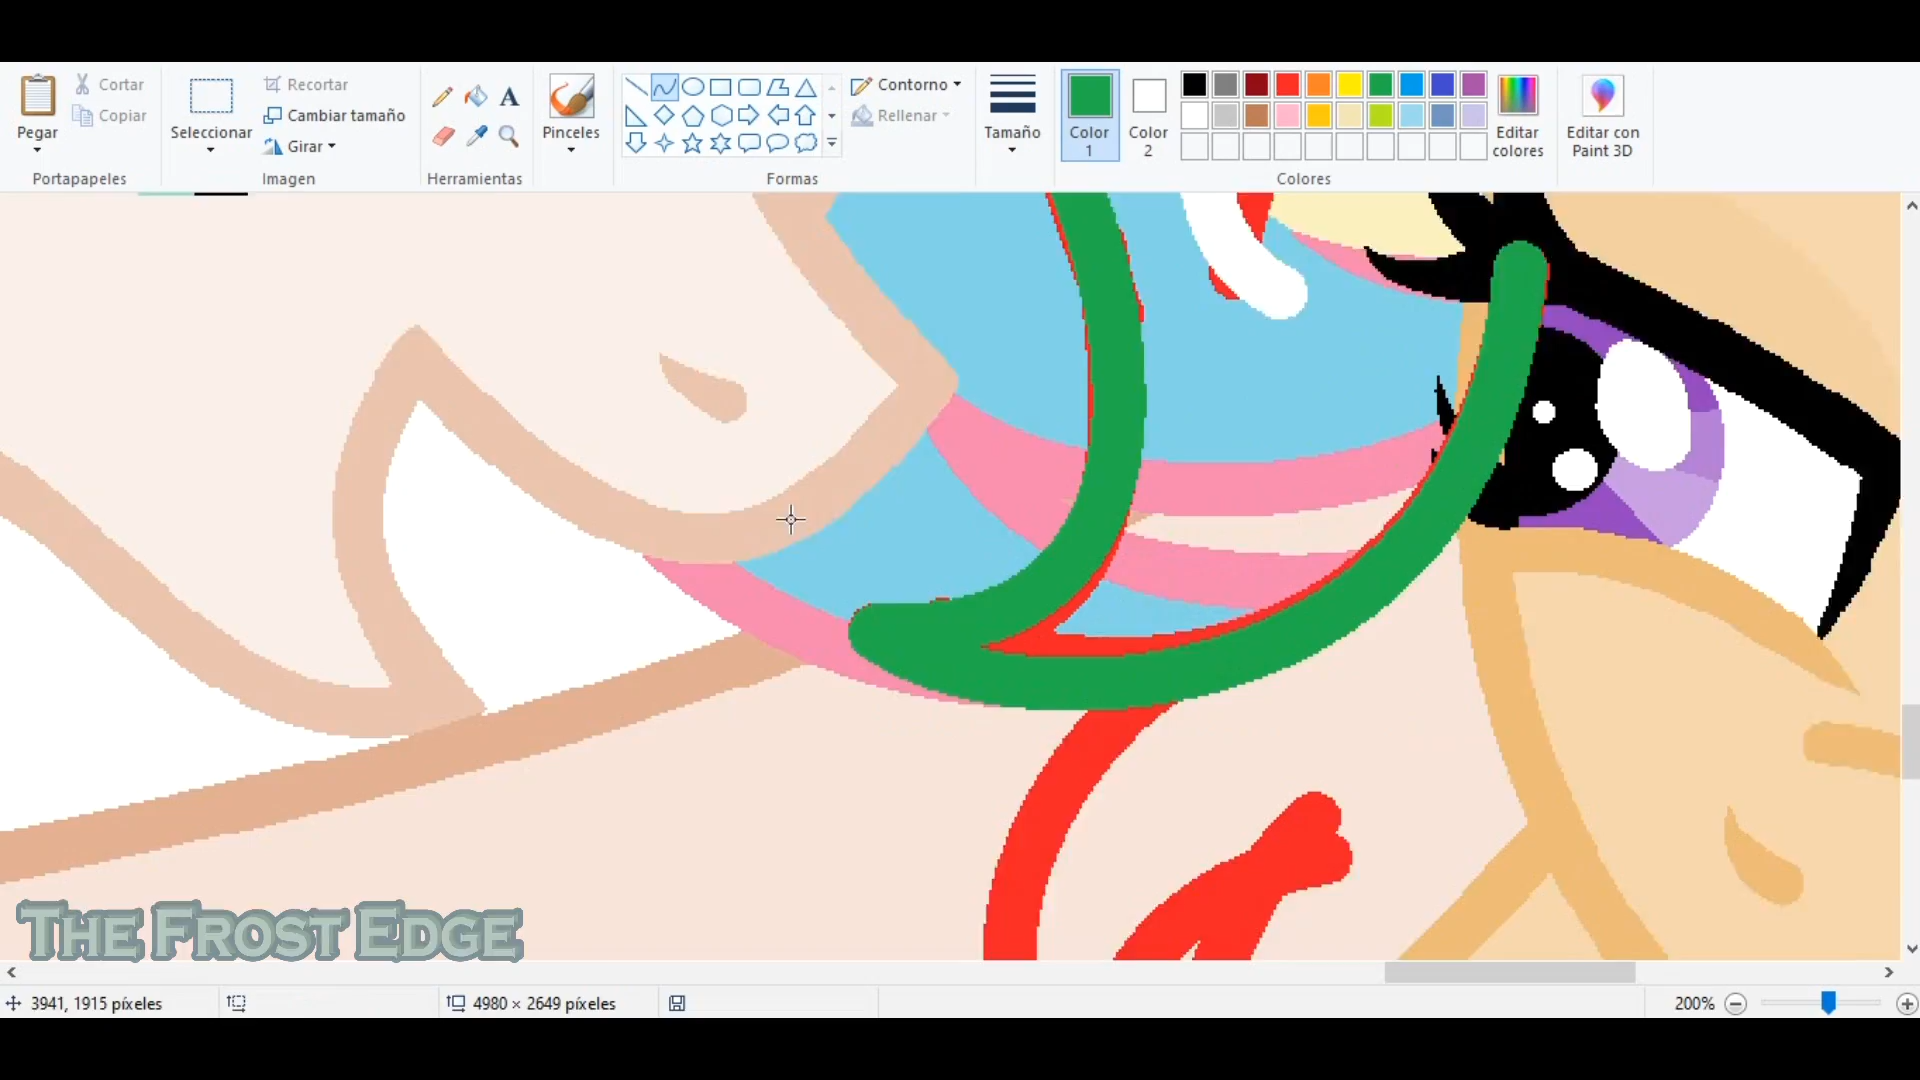 Pegar
Cortar
Copiar
Portapapeles
Seleccionar
Recortar
Cambiar tamaño
Girar
Imagen
A
Herramientas
Pinceles
Contorno
Rellenar
Formas
Tamaño
Color
1
Color
2
Editar
colores
Colores
Editar con
Paint 3D
THE FROST EDGE
3941, 1915 píxeles
4980 × 2649 píxeles
200%